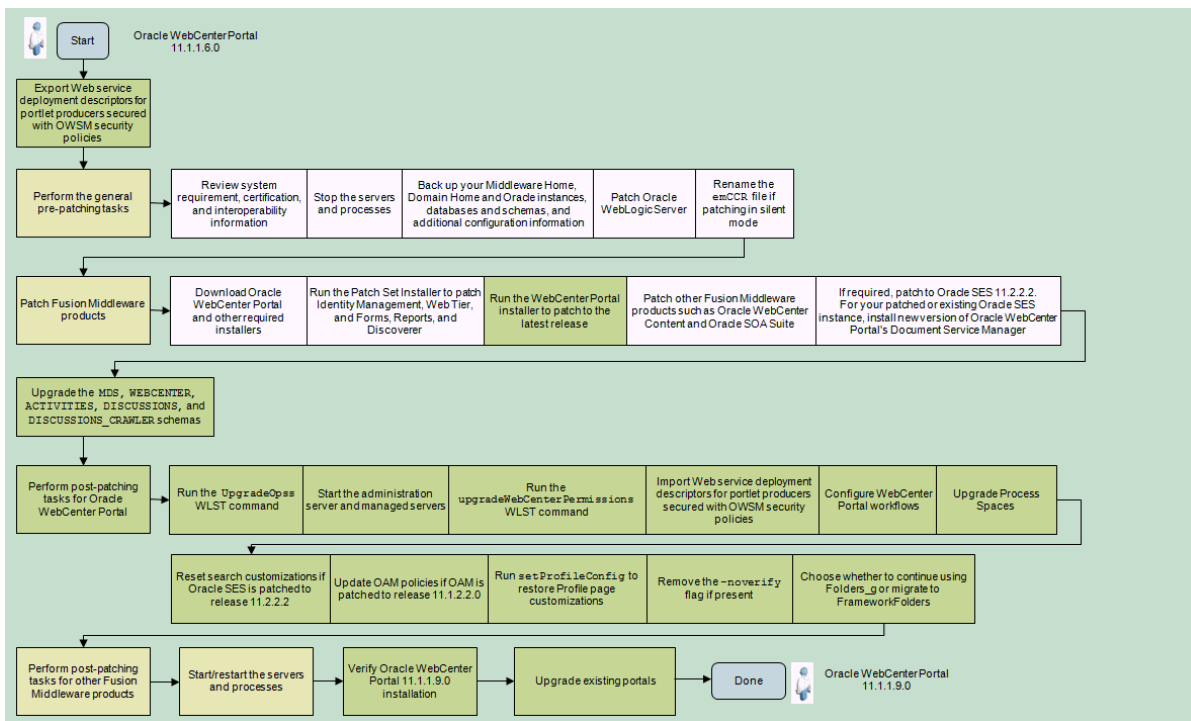 Start
Oracle WebCenter Portal
11.1.1.6.0
Export Web service
deployment descriptors for
portlet producers secured
with OWSM security
policies
Perform the general
pre-patching tasks
Review system
requirement, certification,
and interoperability
information
Stop the servers
and processes
Back up your Middleware Home,
Domain Home and Oracle instances,
databases and schemas, and
additional configuration information
Patch Oracle
WebLogic Server
Rename the
emCCR file if
patching in silent
mode
Patch Fusion Middleware
products
Download Oracle
WebCenter Portal
and other required
installers
Run the Patch Set Installer to patch
Identity Management, Web Tier,
and Forms, Reports, and
Discoverer
Run the WebCenter Portal
installer to patch to the
latest release
Patch other Fusion Middleware
products such as Oracle WebCenter
Content and Oracle SOA Suite
If required, patch to Oracle SES 11.2.2.2.
For your patched or existing Oracle SES
instance, install new version of Oracle WebCenter
Portal's Document Service Manager
Upgrade the MDS, WEBCENTER,
ACTIVITIES, DISCUSSIONS, and
DISCUSSIONS_CRAWLER schemas
Perform post-patching
tasks for Oracle
WebCenter Portal
Run the UpgradeOpss
WLST command
Start the administration
server and managed servers
Run the
upgradeWebCenterPermissions
WLST command
Import Web service deployment
descriptors for portlet producers
secured with OWSM security
policies
Configure WebCenter
Portal workflows
Upgrade Process
Spaces
Reset search customizations if
Oracle SES is patched to
release 11.2.2.2
Update OAM policies if OAM is
patched to release 11.1.2.2.0
Run setProfileConfig to
restore Profile page
customizations
Remove the -noverify
flag if present
Choose whether to continue using
Folders_g or migrate to
FrameworkFolders
Perform post-patching
tasks for other Fusion
Middleware products
Start/restart the servers
and processes
Verify Oracle WebCenter
Portal 11.1.1.9.0
installation
Upgrade existing portals
Done
Oracle WebCenter Portal
11.1.1.9.0